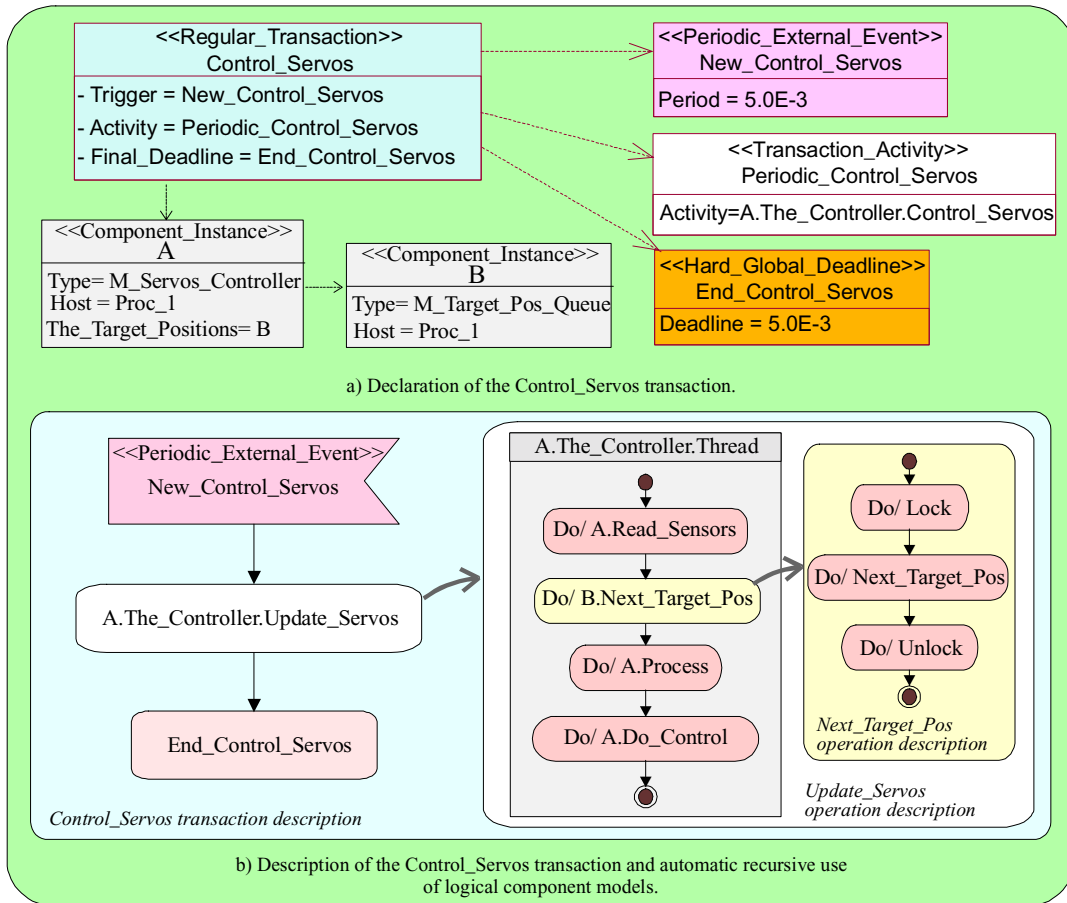 <<Regular_Transaction>>
Control_Servos
- Trigger = New_Control_Servos
- Activity = Periodic_Control_Servos
- Final_Deadline = End_Control_Servos
<<Periodic_External_Event>>
New_Control_Servos
Period = 5.0E-3
<<Transaction_Activity>>
Periodic_Control_Servos
Activity=A.The_Controller.Control_Servos
<<Component_Instance>>
A
Type= M_Servos_Controller
Host = Proc_1
The_Target_Positions= B
<<Component_Instance>>
B
Type= M_Target_Pos_Queue
Host = Proc_1
<<Hard_Global_Deadline>>
End_Control_Servos
Deadline = 5.0E-3
a) Declaration of the Control_Servos transaction.
<<Periodic_External_Event>>
New_Control_Servos
A.The_Controller.Update_Servos
End_Control_Servos
Control_Servos transaction description
A.The_Controller.Thread
Do/ A.Read_Sensors
Do/ B.Next_Target_Pos
Do/ A.Process
Do/ A.Do_Control
Do/ Lock
Do/ Next_Target_Pos
Do/ Unlock
Next_Target_Pos
operation description
Update_Servos
operation description
b) Description of the Control_Servos transaction and automatic recursive use
of logical component models.